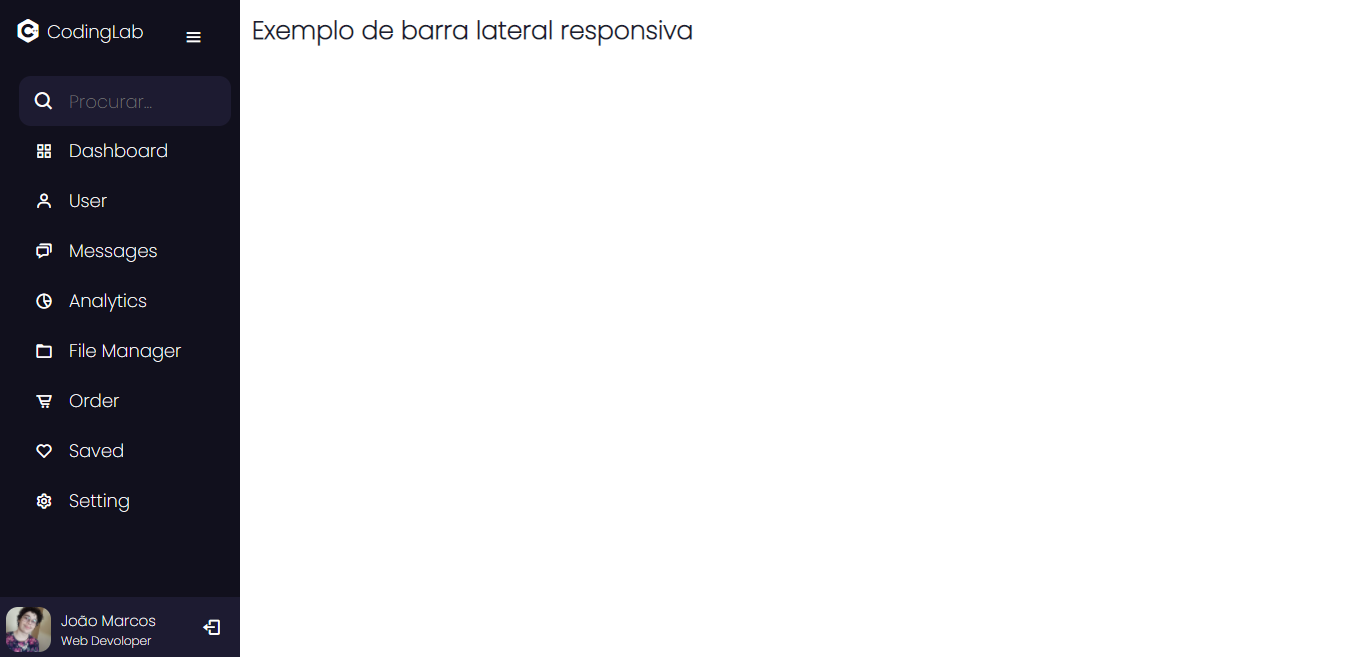 CodingLab
Exemplo de barra lateral responsiva
Procurar...
Dashboard
User
Messages
Analytics
File Manager
Order
Saved
Setting
João Marcos
Web Devoloper